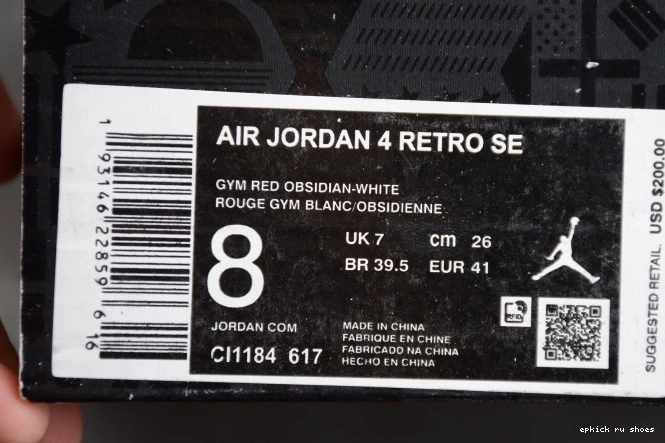 AIR JORDAN 4 RETRO SE
GYM RED OBSIDIAN-WHITE
ROUGE GYM BLANC/OBSIDIENNE
8
UK 7 cm 26
BR 39.5 EUR 41
JORDAN COM
CI1184 617
MADE IN CHINA
FABRIQUE EN CHINE
FABRICADO NA CHINA
HECHO EN CHINA
RFID
1 93146 22859 6 16
SUGGESTED RETAIL. USD $200.00
epkick ru shoes